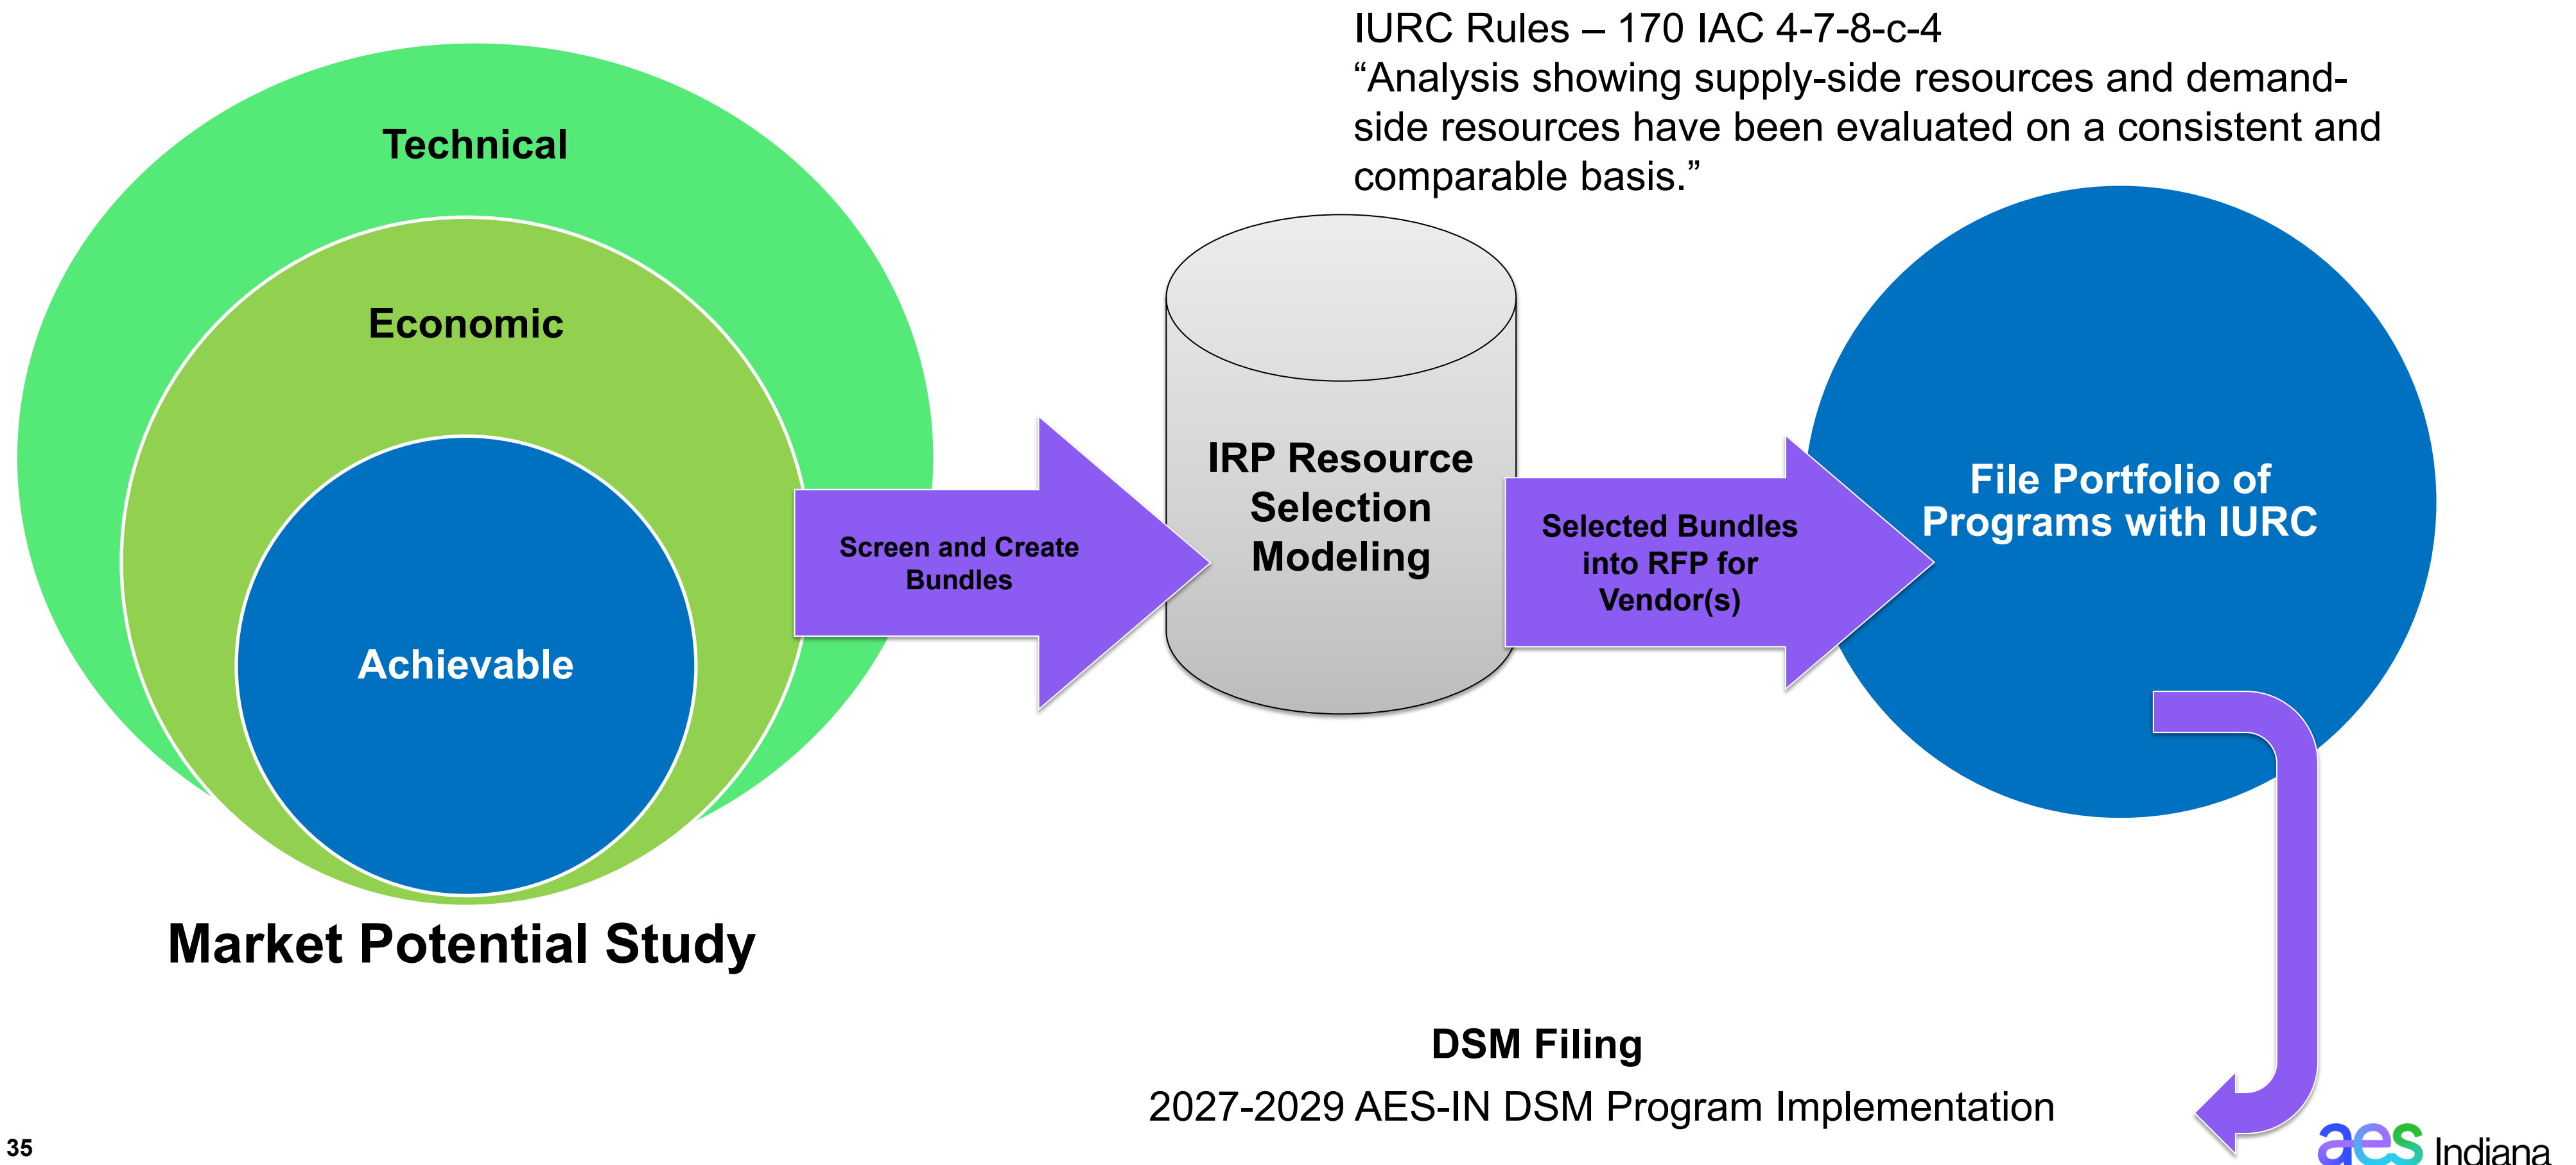 IURC Rules – 170 IAC 4-7-8-c-4
“Analysis showing supply-side resources and demand-
side resources have been evaluated on a consistent and
comparable basis.”
Technical
Economic
Achievable
Market Potential Study
Screen and Create
Bundles
IRP Resource
Selection
Modeling
Selected Bundles
into RFP for
Vendor(s)
File Portfolio of
Programs with IURC
DSM Filing
2027-2029 AES-IN DSM Program Implementation
35
aes Indiana